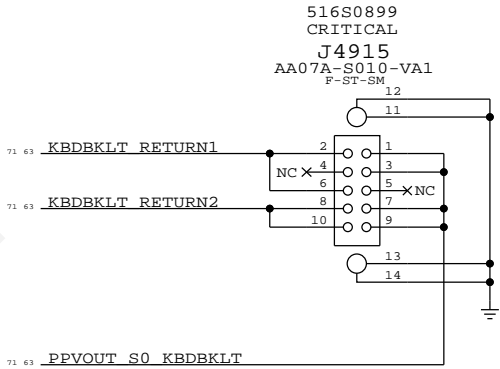 516S0899
CRITICAL
J4915
AA07A-S010-VA1
F-ST-SM
12
11
71 63 KBDBKLT_RETURN1
2 1
NC 4 3
6 5 NC
71 63 KBDBKLT_RETURN2
8 7
10 9
13
14
71 63 PPVOUT_S0_KBDBKLT